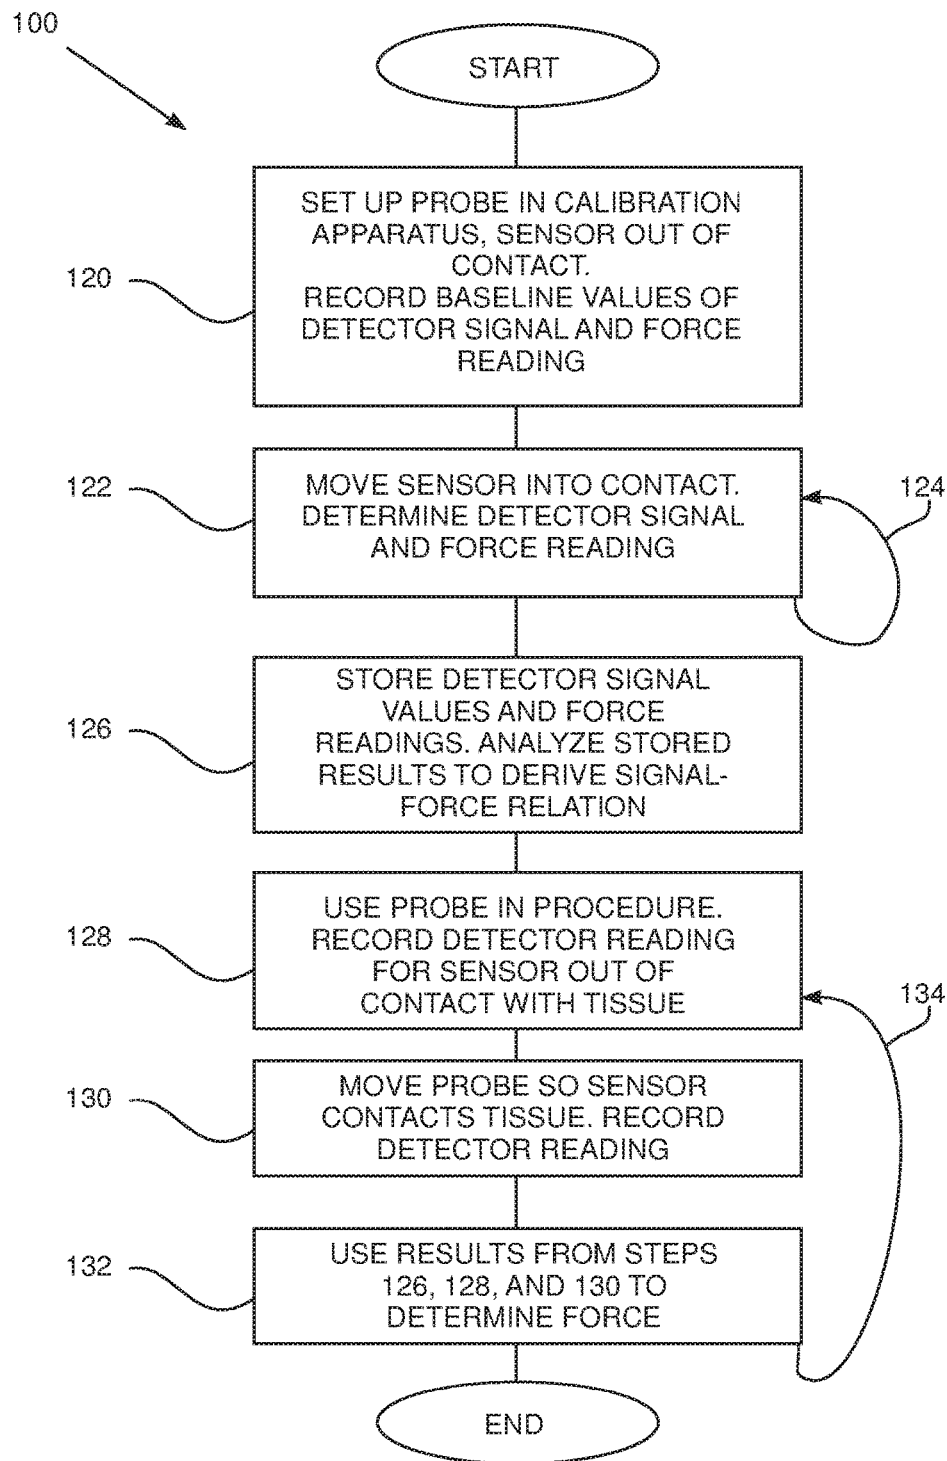 100
START
SET UP PROBE IN CALIBRATION
APPARATUS, SENSOR OUT OF
CONTACT.
RECORD BASELINE VALUES OF
DETECTOR SIGNAL AND FORCE
READING
120
MOVE SENSOR INTO CONTACT.
DETERMINE DETECTOR SIGNAL
AND FORCE READING
122
124
STORE DETECTOR SIGNAL
VALUES AND FORCE
READINGS. ANALYZE STORED
RESULTS TO DERIVE SIGNAL-
FORCE RELATION
126
USE PROBE IN PROCEDURE.
RECORD DETECTOR READING
FOR SENSOR OUT OF
CONTACT WITH TISSUE
128
134
MOVE PROBE SO SENSOR
CONTACTS TISSUE. RECORD
DETECTOR READING
130
USE RESULTS FROM STEPS
126, 128, AND 130 TO
DETERMINE FORCE
132
END